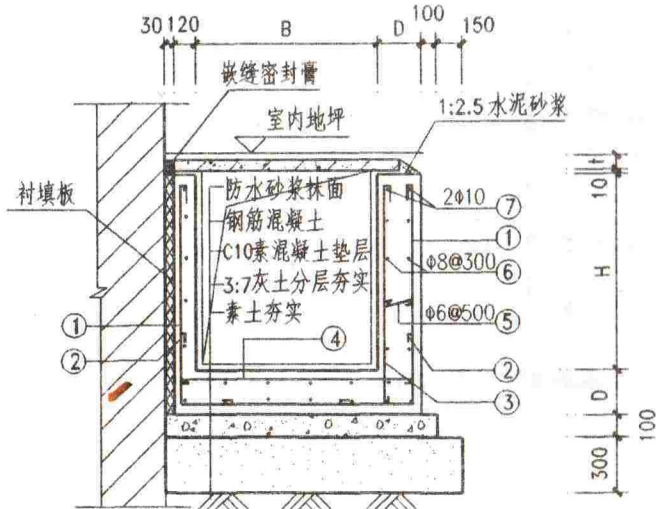 30 120 B D 100 150
嵌缝密封膏
1:2.5 水泥砂浆
室内地坪
t
10
衬填板
防水砂浆抹面
2φ10 ⑦
钢筋混凝土
①
C10素混凝土垫层
φ8@300 ⑥
H
3:7灰土分层夯实
① 素土夯实
φ6@500 ⑤
④
② ②
③
D
100
300